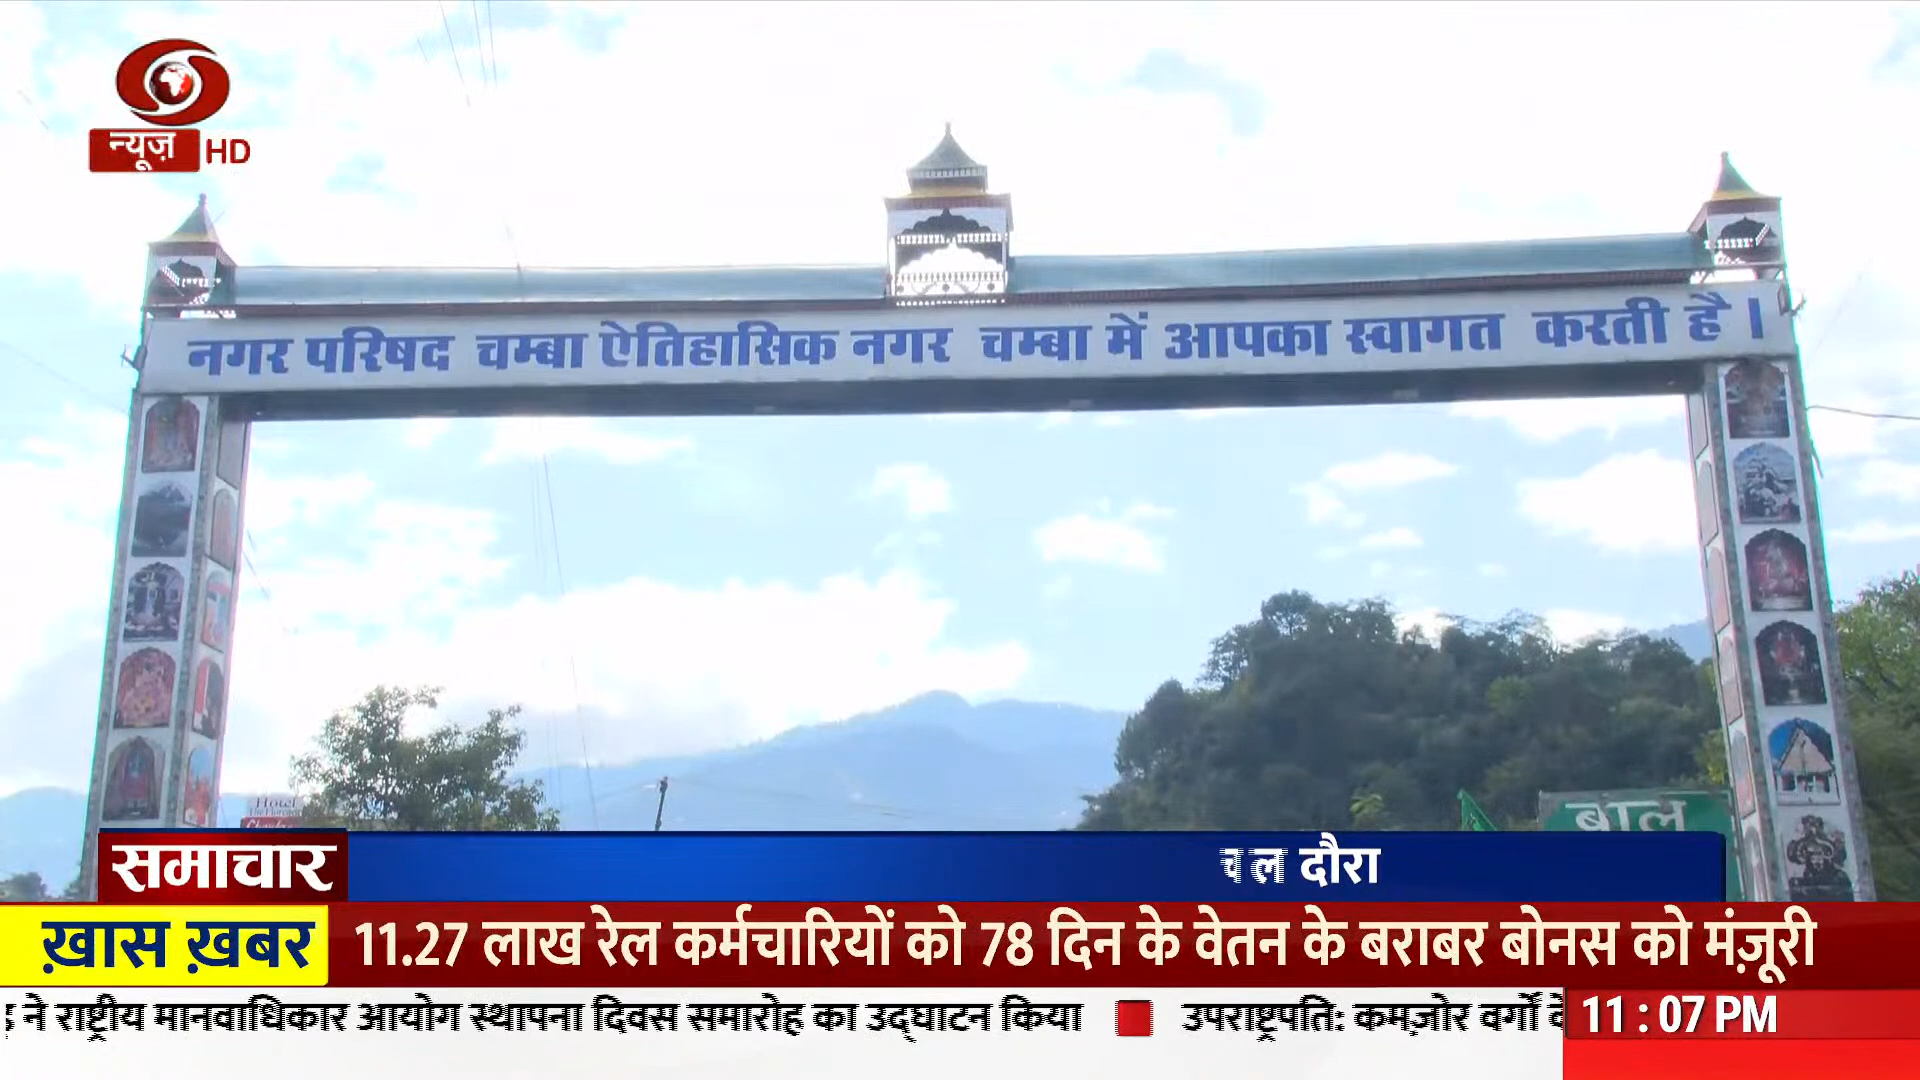 न्यूज़ HD
नगर परिषद चम्बा ऐतिहासिक नगर चम्बा में आपका स्वागत करती है।
Hotel
बाल
समाचार
दौरा
ख़ास ख़बर 11.27 लाख रेल कर्मचारियों को 78 दिन के वेतन के बराबर बोनस को मंज़ूरी
ने राष्ट्रीय मानवाधिकार आयोग स्थापना दिवस समारोह का उद्घाटन किया उपराष्ट्रपति: कमज़ोर वर्गों
11:07 PM